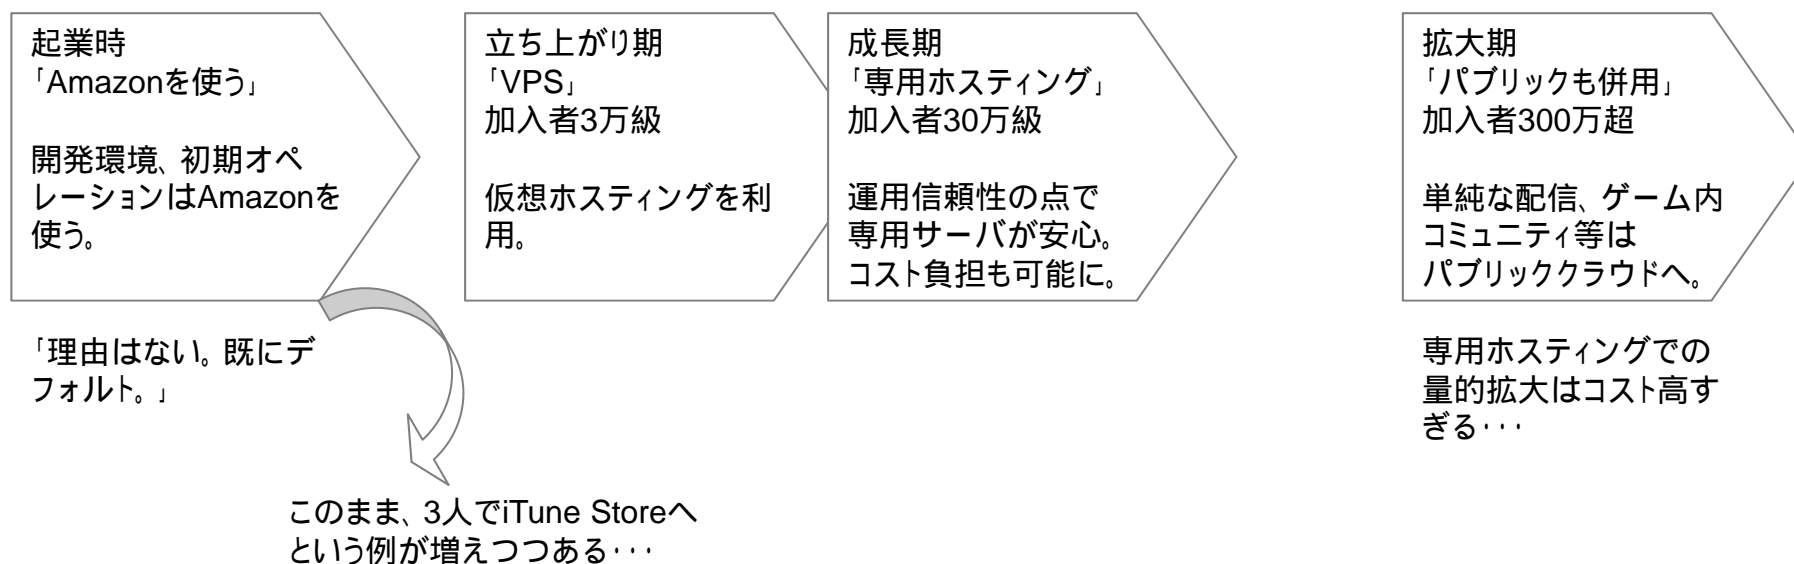 起業時
「Amazonを使う」
開発環境、初期オペ
レーションはAmazonを
使う。
「理由はない。既にデ
フォルト。」
このまま、3人でiTune Storeへ
という例が増えつつある・・・
立ち上がり期
「VPS」
加入者3万級
仮想ホスティングを利
用。
成長期
「専用ホスティング」
加入者30万級
運用信頼性の点で
専用サーバが安心。
コスト負担も可能に。
拡大期
「パブリックも併用」
加入者300万超
単純な配信、ゲーム内
コミュニティ等は
パブリッククラウドへ。
専用ホスティングでの
量的拡大はコスト高す
ぎる・・・